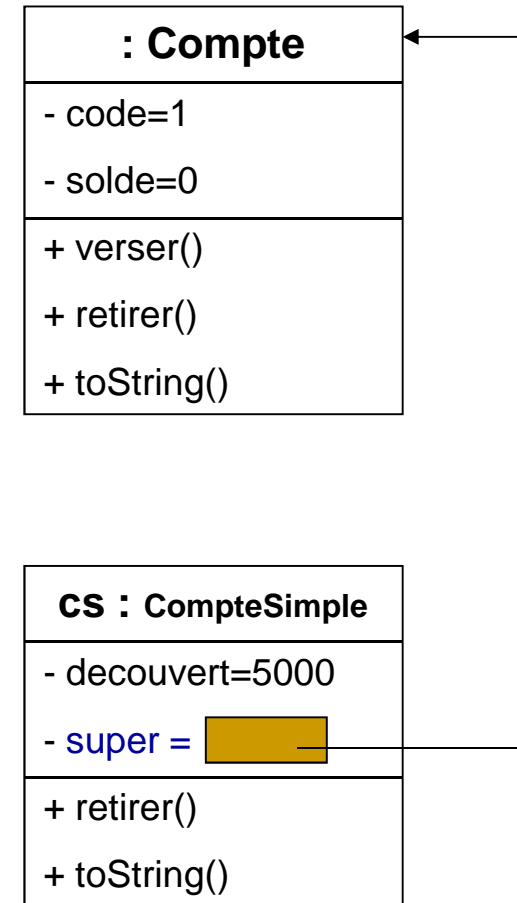 : Compte
- code=1
- solde=0
+ verser()
+ retirer()
+ toString()
cs : CompteSimple
- decouvert=5000
- super =
+ retirer()
+ toString()